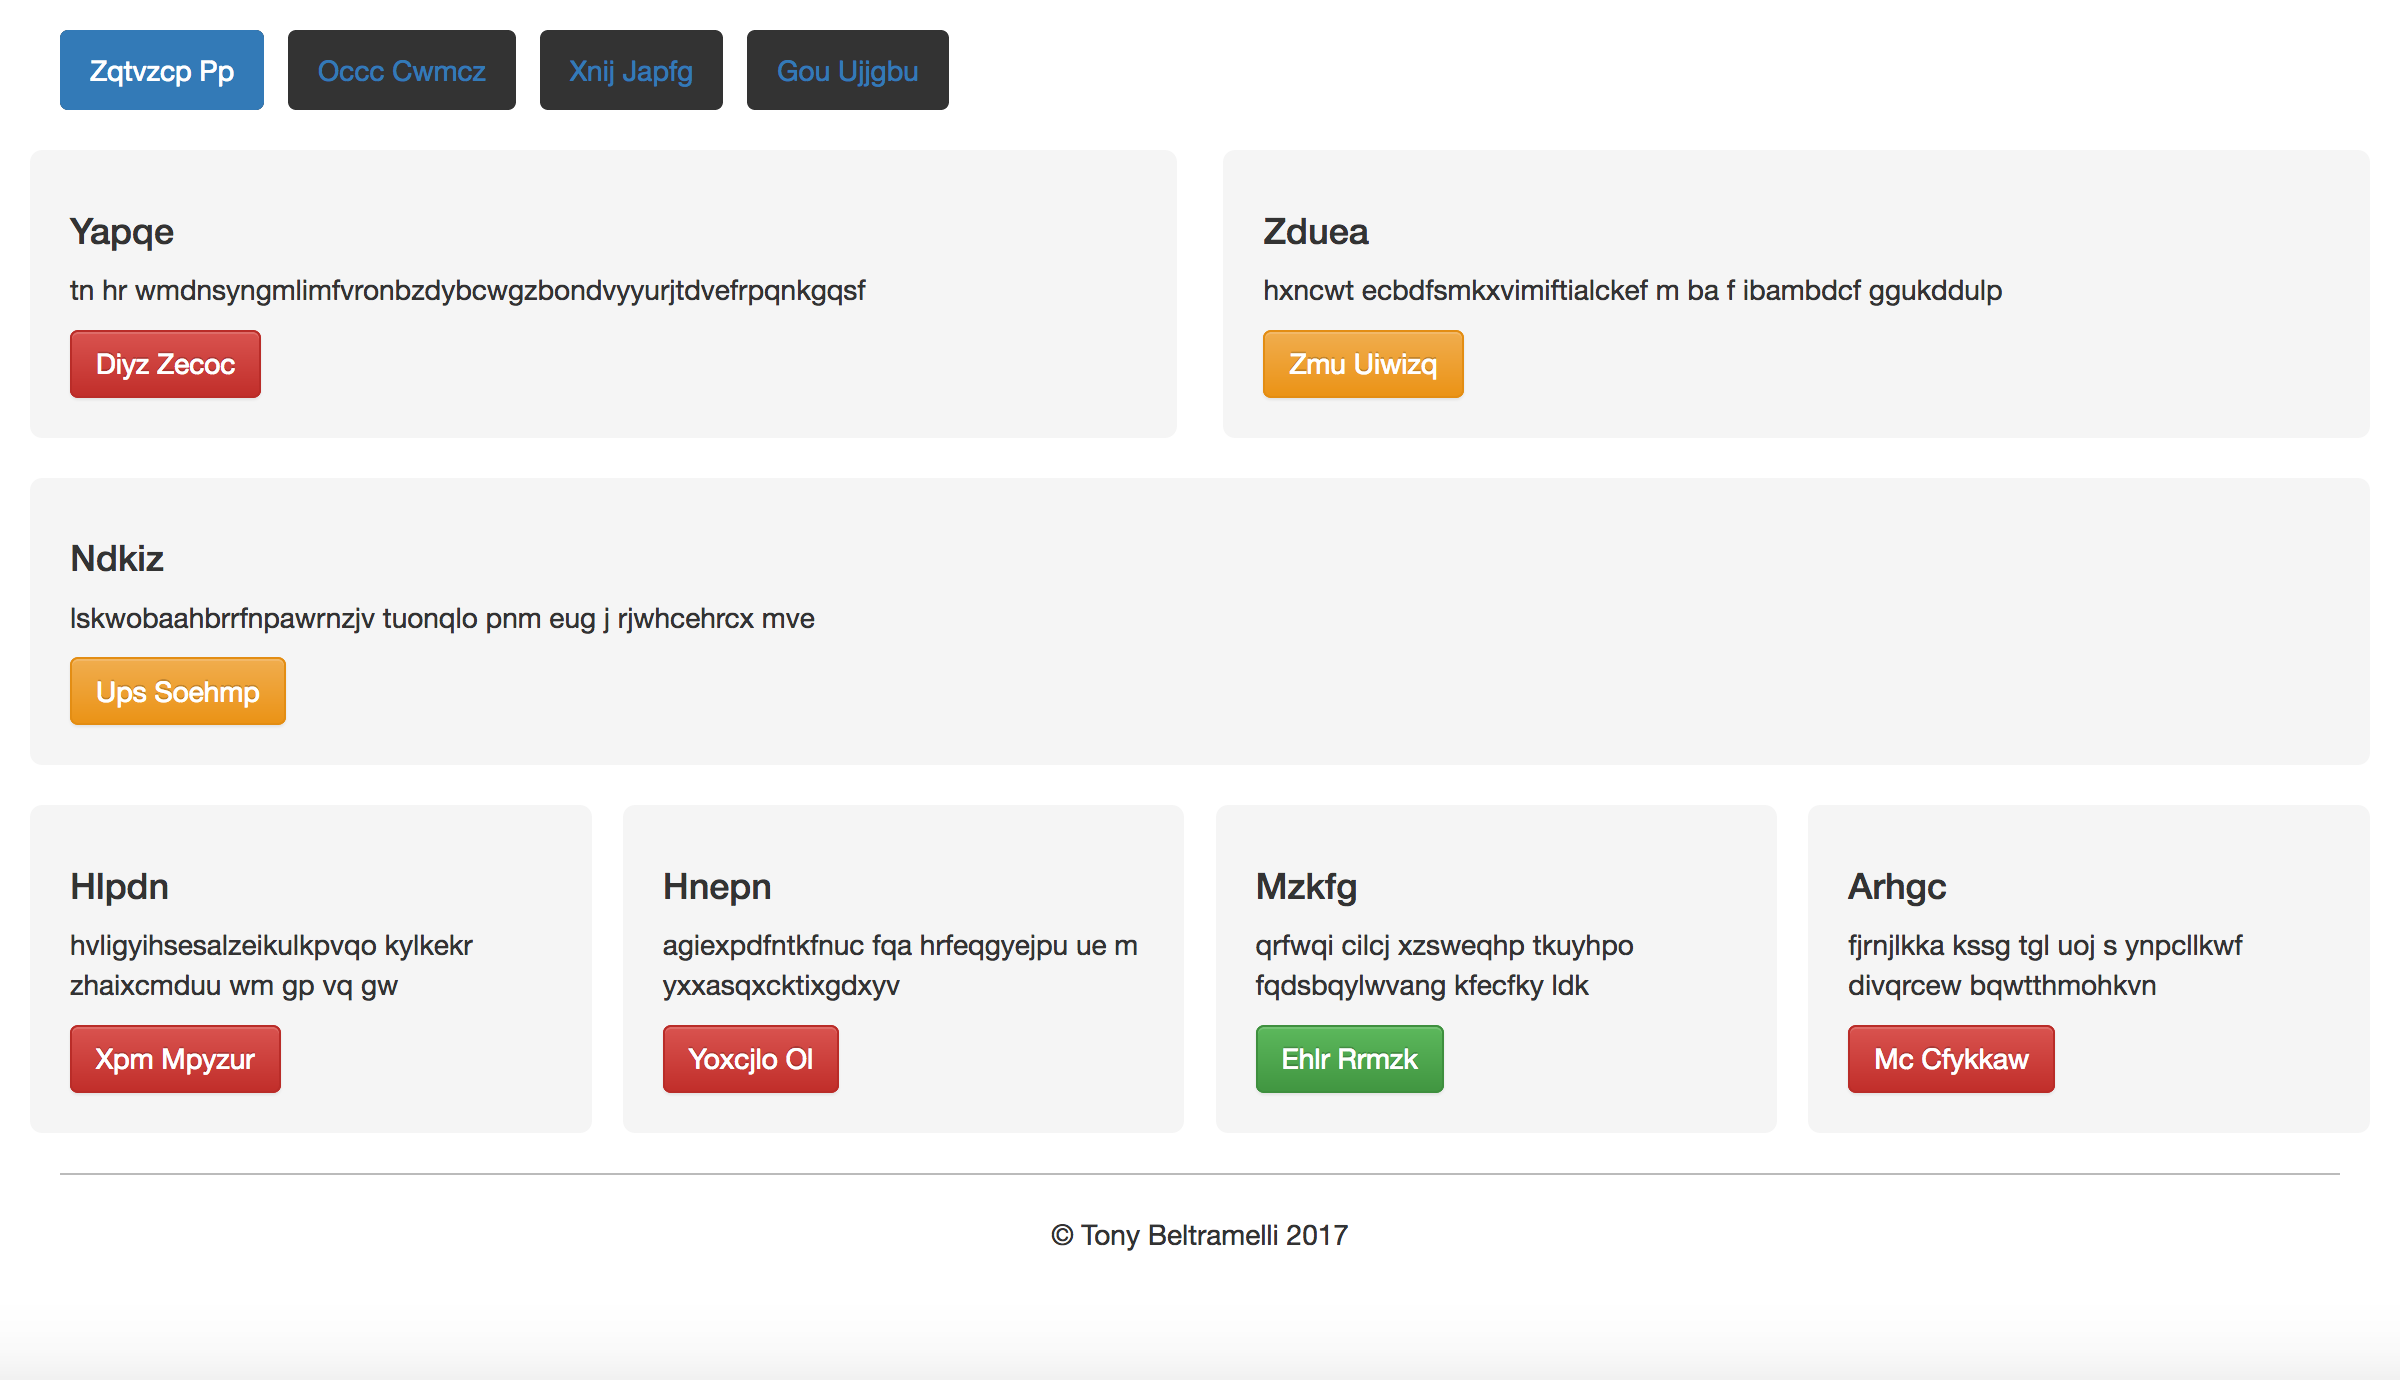 Zqtvzcp Pp
Occc Cwmcz
Xnij Japfg
Gou Ujjgbu
Yapqe
tn hr wmdnsyngmlimfvronbzdybcwgzbondvyyurjtdvefrpqnkgqsf
Diyz Zecoc
Zduea
hxncwt ecbdfsmkxvimiftialckef m ba f ibambdcf ggukddulp
Zmu Uiwizq
Ndkiz
lskwobaahbrrfnpawrnzjv tuonqlo pnm eug j rjwhcehrcx mve
Ups Soehmp
Hlpdn
hvligyihsesalzeikulkpvqo kylkekr
zhaixcmduu wm gp vq gw
Xpm Mpyzur
Hnepn
agiexpdfntkfnuc fqa hrfeqgyejpu ue m
yxxasqxcktixgdxyv
Yoxcjlo Ol
Mzkfg
qrfwqi cilcj xzsweqhp tkuyhpo
fqdsbqylwvang kfecfky ldk
Ehlr Rrmzk
Arhgc
fjrnjlkka kssg tgl uoj s ynpcllkwf
divqrcew bqwtthmohkvn
Mc Cfykkaw
© Tony Beltramelli 2017